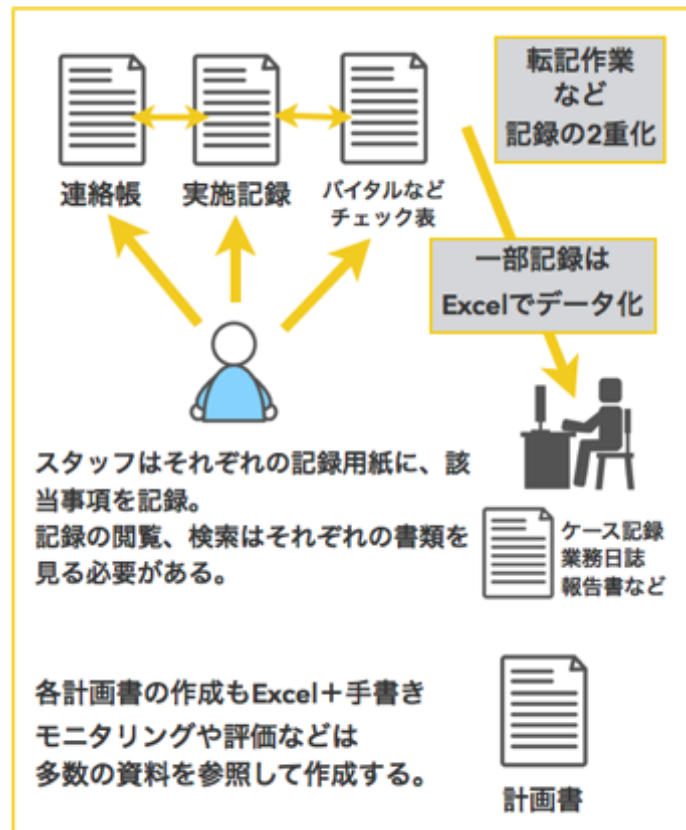 転記作業
など
記録の2重化
連絡帳
実施記録
バイタルなど
チェック表
一部記録は
Excelでデータ化
スタッフはそれぞれの記録用紙に、該
当事項を記録。
記録の閲覧、検索はそれぞれの書類を
見る必要がある。
ケース記録
業務日誌
報告書など
各計画書の作成もExcel＋手書き
モニタリングや評価などは
多数の資料を参照して作成する。
計画書